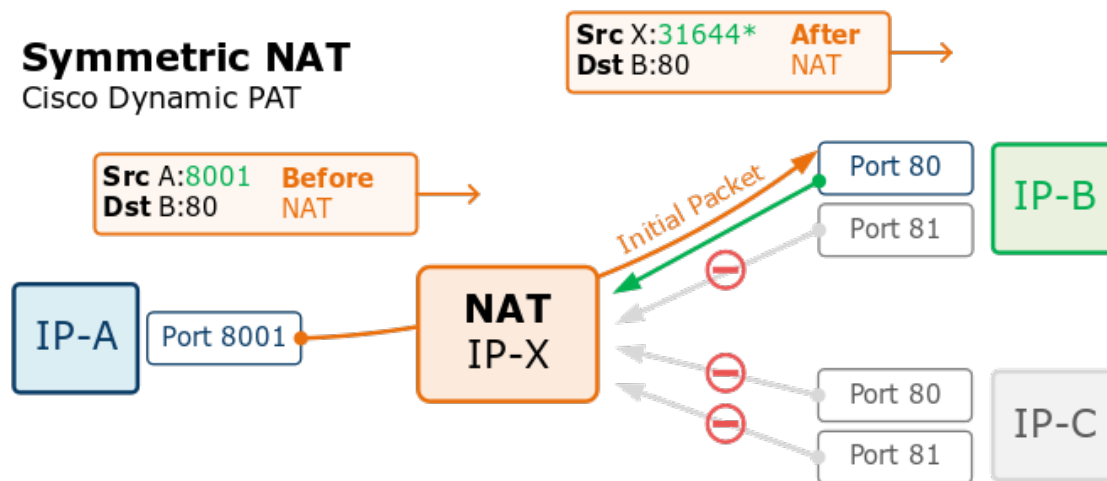 Symmetric NAT
Cisco Dynamic PAT
Src X:31644* After
Dst B:80 NAT
Src A:8001 Before
Dst B:80 NAT
Initial Packet
Port 80
Port 81
IP-B
IP-A
Port 8001
NAT
IP-X
Port 80
Port 81
IP-C